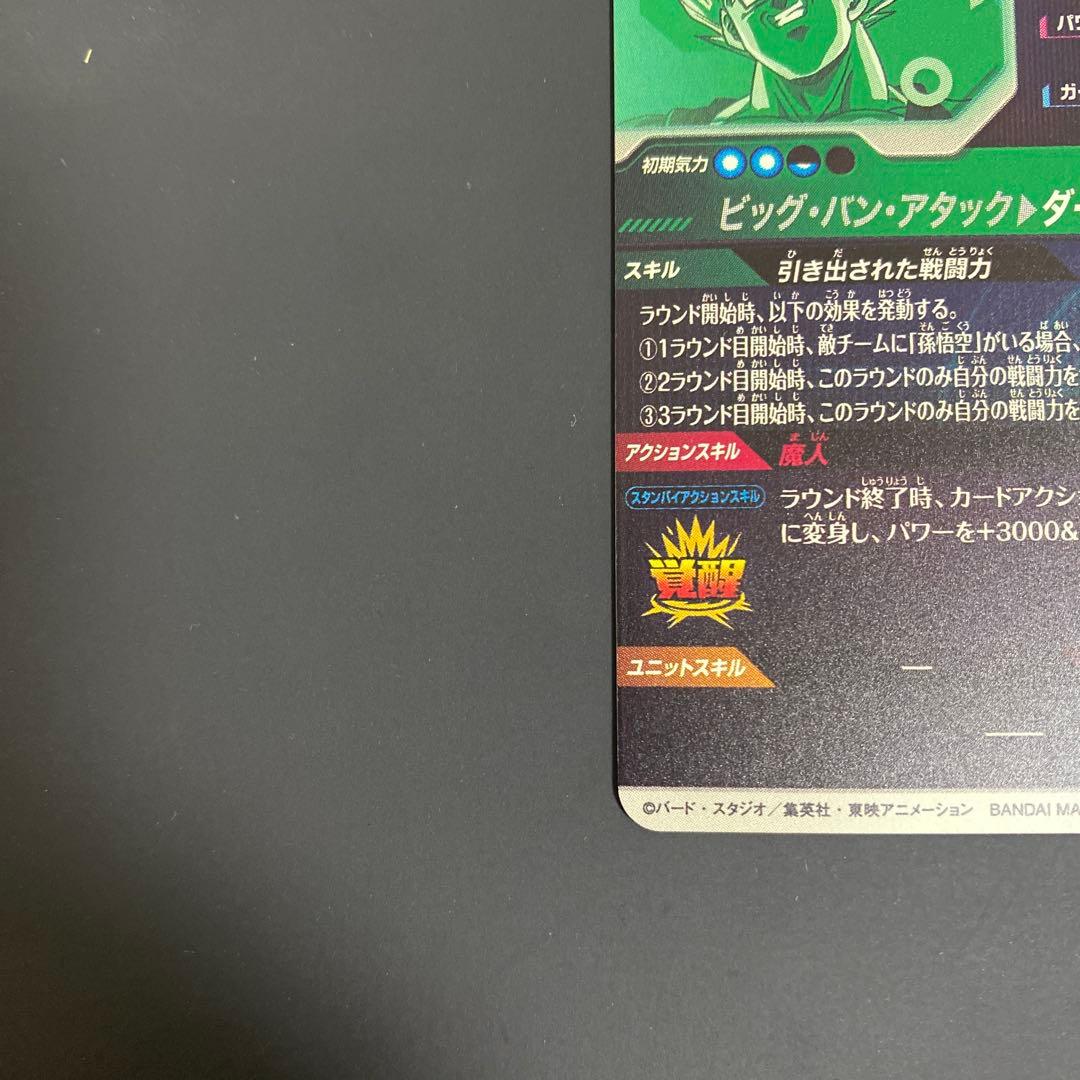 パワ
ガー
初期気力
ビッグ・バン・アタック▶ダー
スキル 引き出された戦闘力
ラウンド開始時、以下の効果を発動する。
①1ラウンド目開始時、敵チームに「孫悟空」がいる場合、
②2ラウンド目開始時、このラウンドのみ自分の戦闘力を
③3ラウンド目開始時、このラウンドのみ自分の戦闘力を
アクションスキル 魔人
スタンバイアクションスキル ラウンド終了時、カードアクシ
に変身し、パワーを+3000&
覚醒
ユニットスキル —
©バード・スタジオ／集英社・東映アニメーション BANDAI MA